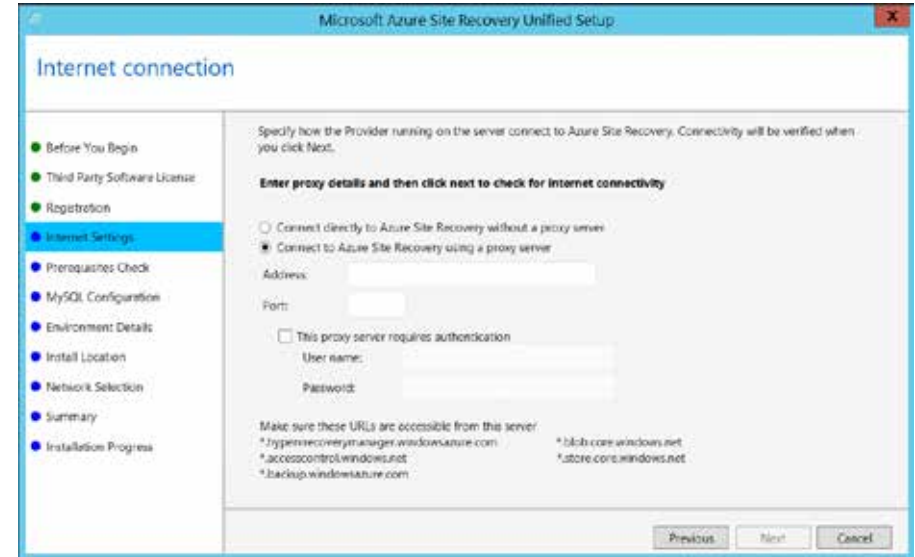 Microsoft Azure Site Recovery Unified Setup
X
Internet connection
Before You Begin
Third Party Software License
Registration
Internet Settings
Prerequisites Check
MySQL Configuration
Environment Details
Install Location
Network Selection
Summary
Installation Progress
Specify how the Provider running on the server connect to Azure Site Recovery. Connectivity will be verified when
you click Next.
Enter proxy details and then click next to check for internet connectivity
Connect directly to Azure Site Recovery without a proxy server
Connect to Azure Site Recovery using a proxy server
Address:
Port:
This proxy server requires authentication
User name:
Password:
Make sure these URLs are accessible from this server
*.hypervrecoverymanager.windowsazure.com *.blob.core.windows.net
*.accesscontrol.windows.net *.store.core.windows.net
*.backup.windowsazure.com
Previous Next Cancel